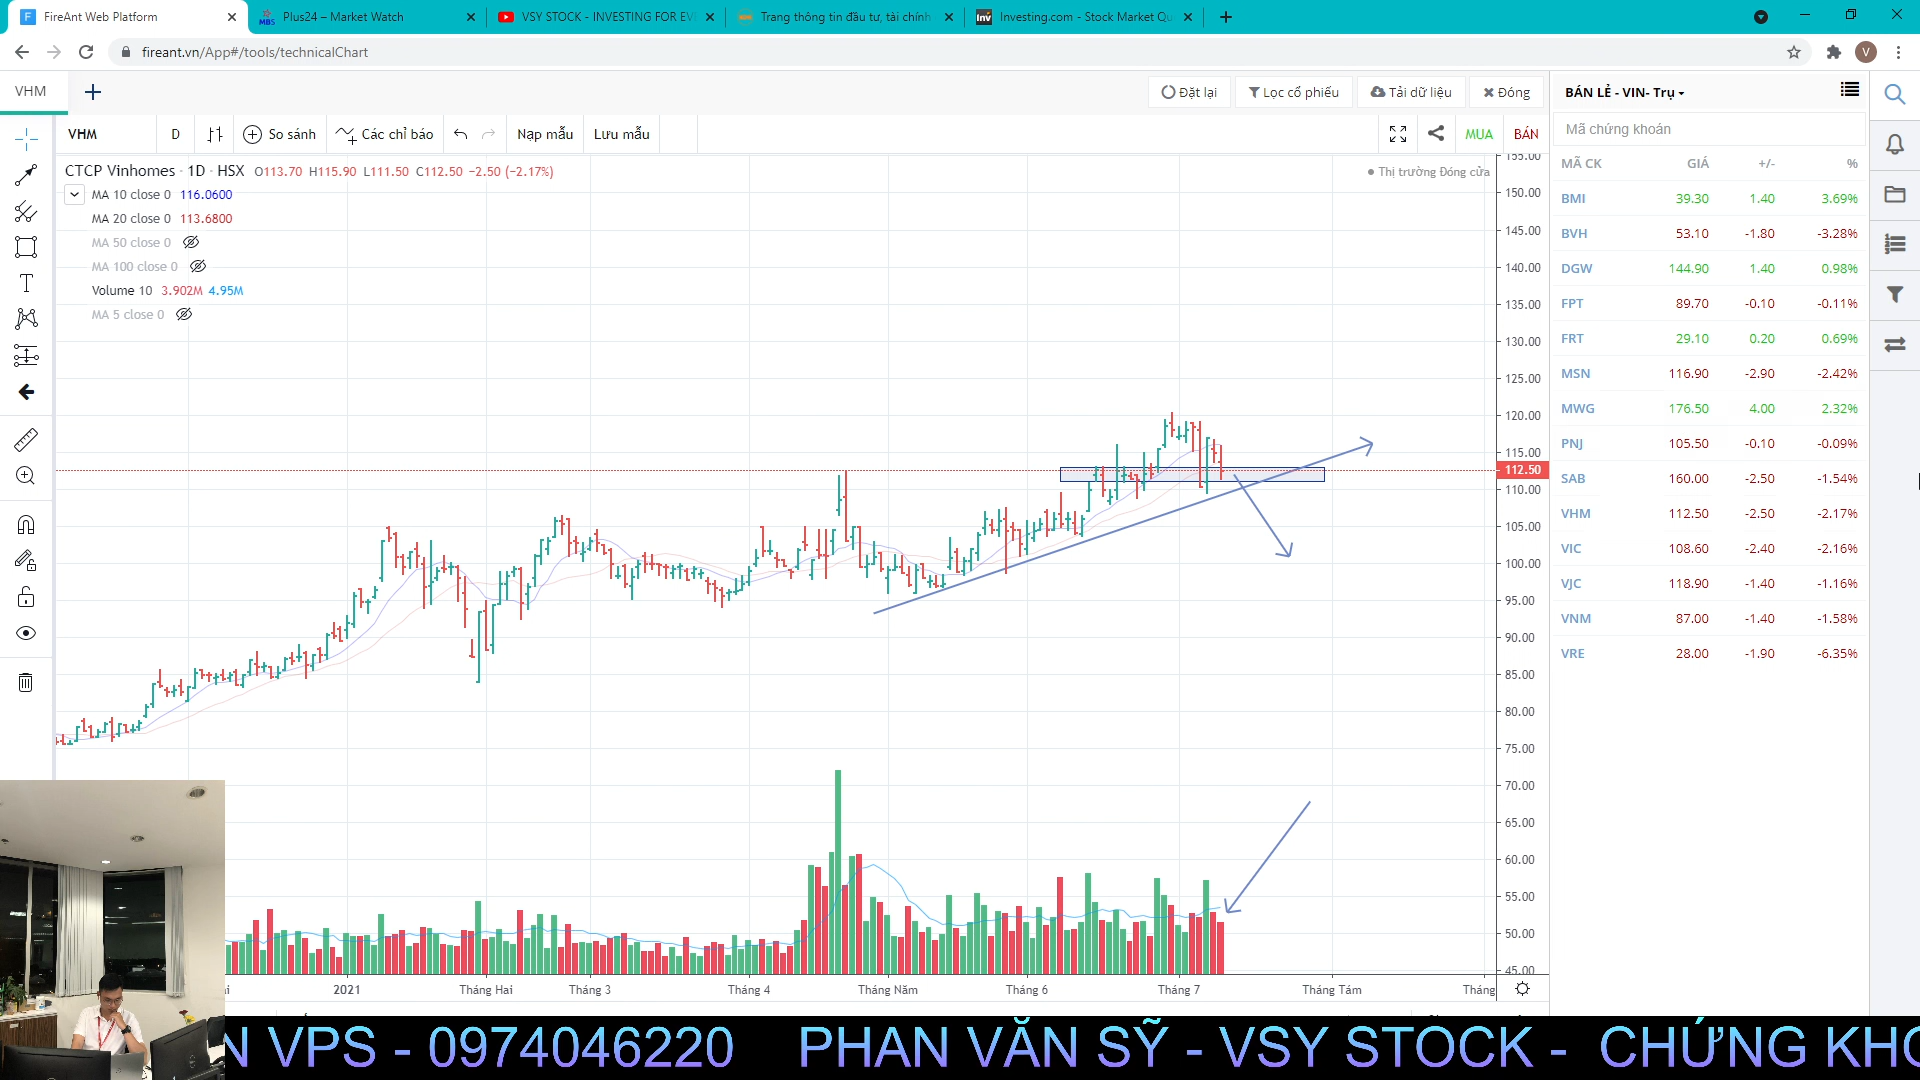 FireAnt Web Platform
Plus24 – Market Watch
VSY STOCK - INVESTING FOR EV
Trang thông tin đầu tư, tài chính
Investing.com - Stock Market Qu
fireant.vn/App#/tools/technicalChart
V
VHM
Đặt lại
Lọc cổ phiếu
Tải dữ liệu
Đóng
VHM
D
So sánh
Các chỉ báo
Nạp mẫu
Lưu mẫu
MUA
BÁN
CTCP Vinhomes · 1D · HSX O113.70 H115.90 L111.50 C112.50 −2.50 (−2.17%)
Thị trường Đóng cửa
MA 10 close 0 116.0600
MA 20 close 0 113.6800
MA 50 close 0
MA 100 close 0
Volume 10 3.902M 4.95M
MA 5 close 0
155.00
150.00
145.00
140.00
135.00
130.00
125.00
120.00
115.00
112.50
110.00
105.00
100.00
95.00
90.00
85.00
80.00
75.00
70.00
65.00
60.00
55.00
50.00
45.00
2021
Tháng Hai
Tháng 3
Tháng 4
Tháng Năm
Tháng 6
Tháng 7
Tháng Tám
Tháng
BÁN LẺ - VIN- Trụ
Mã chứng khoán
MÃ CK GIÁ +/- %
BMI 39.30 1.40 3.69%
BVH 53.10 -1.80 -3.28%
DGW 144.90 1.40 0.98%
FPT 89.70 -0.10 -0.11%
FRT 29.10 0.20 0.69%
MSN 116.90 -2.90 -2.42%
MWG 176.50 4.00 2.32%
PNJ 105.50 -0.10 -0.09%
SAB 160.00 -2.50 -1.54%
VHM 112.50 -2.50 -2.17%
VIC 108.60 -2.40 -2.16%
VJC 118.90 -1.40 -1.16%
VNM 87.00 -1.40 -1.58%
VRE 28.00 -1.90 -6.35%
N VPS - 0974046220 PHAN VĂN SỸ - VSY STOCK - CHỨNG KHO